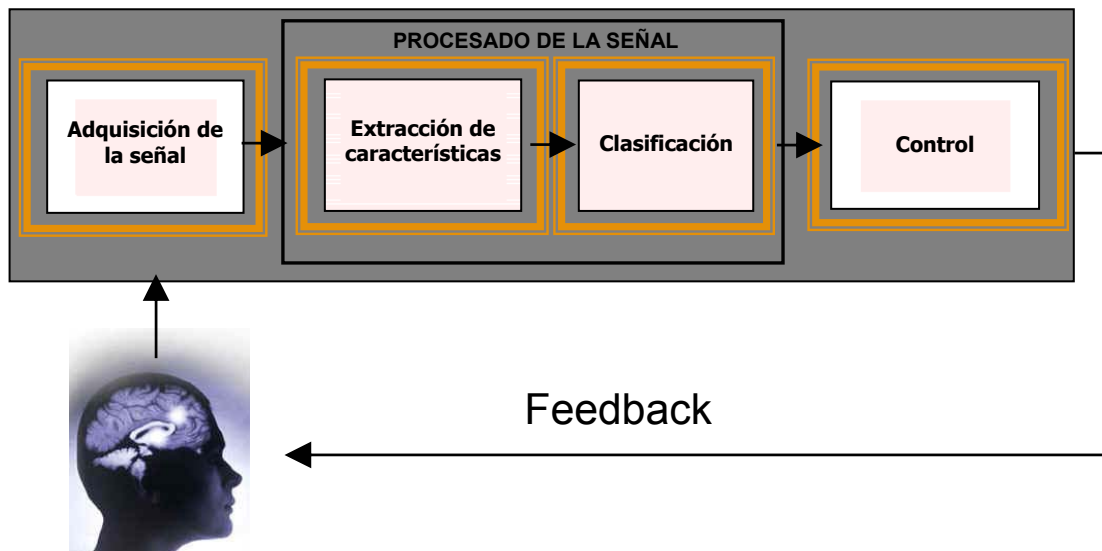 PROCESADO DE LA SEÑAL
Adquisición de
la señal
Extracción de
características
Clasificación
Control
Feedback